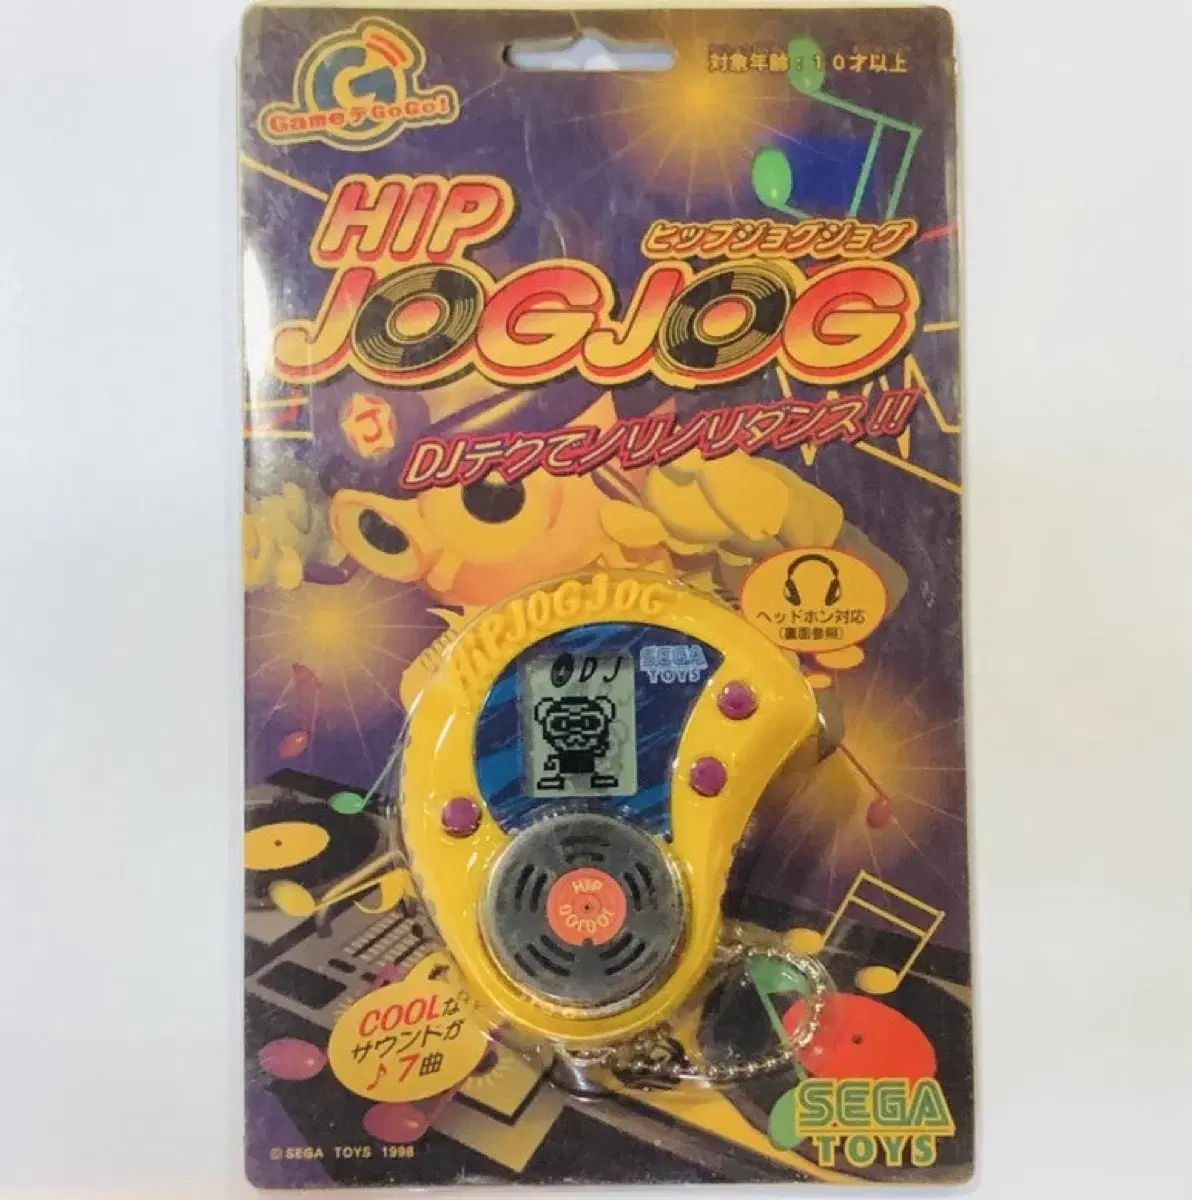 G
GameデGoGo!
対象年齢：10才以上
HIP
ヒップジョグジョグ
JOGJOG
DJテクでノリノリダンス!!
J
ヘッドホン対応
(裏面参照)
HIPJOGJOG
DJ
SEGA
TOYS
HIP
JOGJOG
COOLな
サウンドが
♪7曲
SEGA
TOYS
©SEGA TOYS 1998